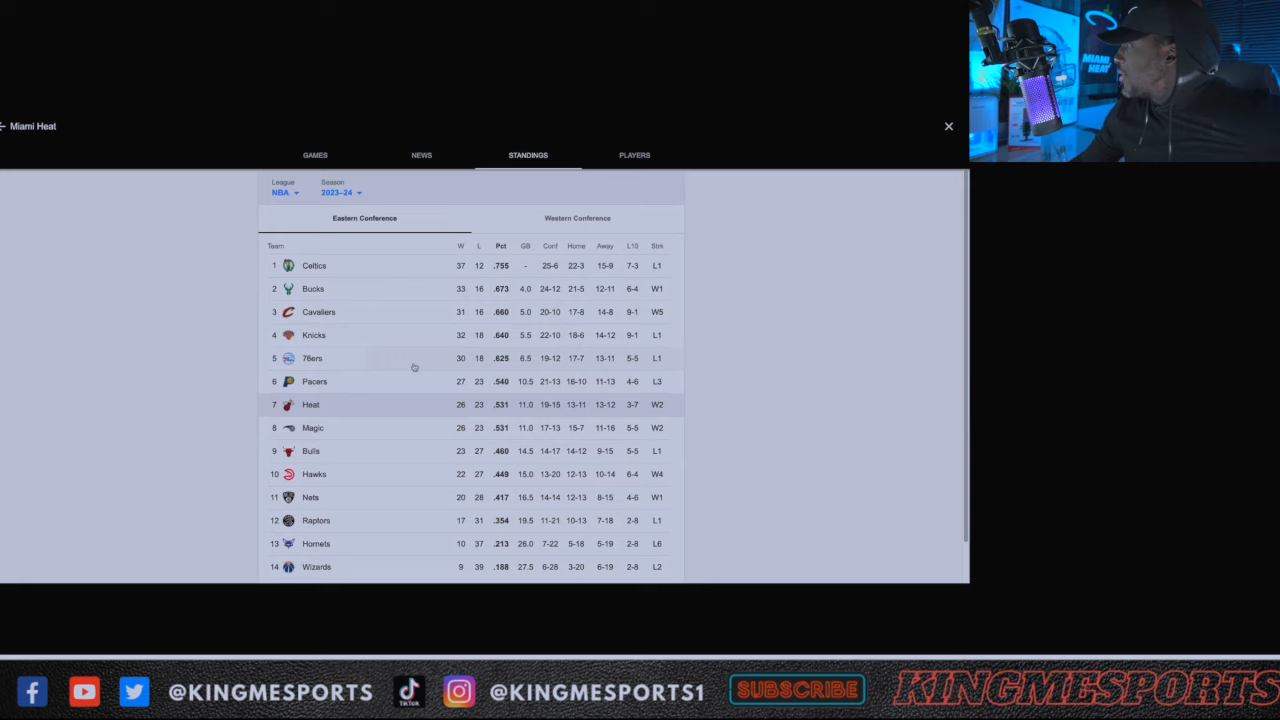 MIAMI
HEAT
Miami Heat
GAMES NEWS STANDINGS PLAYERS
League Season
NBA 2023–24
Eastern Conference Western Conference
Team W L Pct GB Conf Home Away L10 Strk
1 Celtics 37 12 .755 - 25-6 22-3 15-9 7-3 L1
2 Bucks 33 16 .673 4.0 24-12 21-5 12-11 6-4 W1
3 Cavaliers 31 16 .660 5.0 20-10 17-8 14-8 9-1 W5
4 Knicks 32 18 .640 5.5 22-10 18-6 14-12 9-1 L1
5 76ers 30 18 .625 6.5 19-12 17-7 13-11 5-5 L1
6 Pacers 27 23 .540 10.5 21-13 16-10 11-13 4-6 L3
7 Heat 26 23 .531 11.0 19-15 13-11 13-12 3-7 W2
8 Magic 26 23 .531 11.0 17-13 15-7 11-16 5-5 W2
9 Bulls 23 27 .460 14.5 14-17 14-12 9-15 5-5 L1
10 Hawks 22 27 .449 15.0 13-20 12-13 10-14 6-4 W4
11 Nets 20 28 .417 16.5 14-14 12-13 8-15 4-6 W1
12 Raptors 17 31 .354 19.5 11-21 10-13 7-18 2-8 L1
13 Hornets 10 37 .213 26.0 7-22 5-18 5-19 2-8 L6
14 Wizards 9 39 .188 27.5 6-28 3-20 6-19 2-8 L2
@KINGMESPORTS TikTok @KINGMESPORTS1 SUBSCRIBE KINGMESPORTS